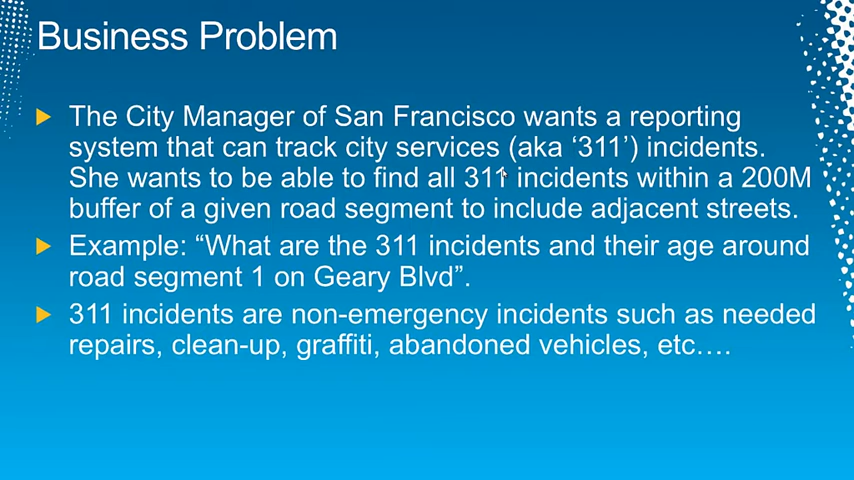 Business Problem
The City Manager of San Francisco wants a reporting
system that can track city services (aka ‘311’) incidents.
She wants to be able to find all 311 incidents within a 200M
buffer of a given road segment to include adjacent streets.
Example: “What are the 311 incidents and their age around
road segment 1 on Geary Blvd”.
311 incidents are non-emergency incidents such as needed
repairs, clean-up, graffiti, abandoned vehicles, etc….